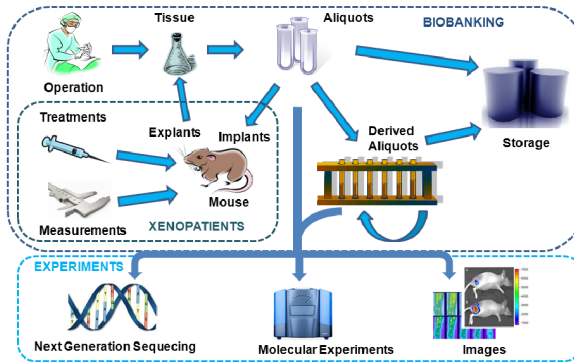 Tissue
Aliquots
BIOBANKING
Operation
Treatments
Explants
Implants
Derived
Aliquots
Storage
Mouse
Measurements
XENOPATIENTS
EXPERIMENTS
Next Generation Sequecing
Molecular Experiments
Images